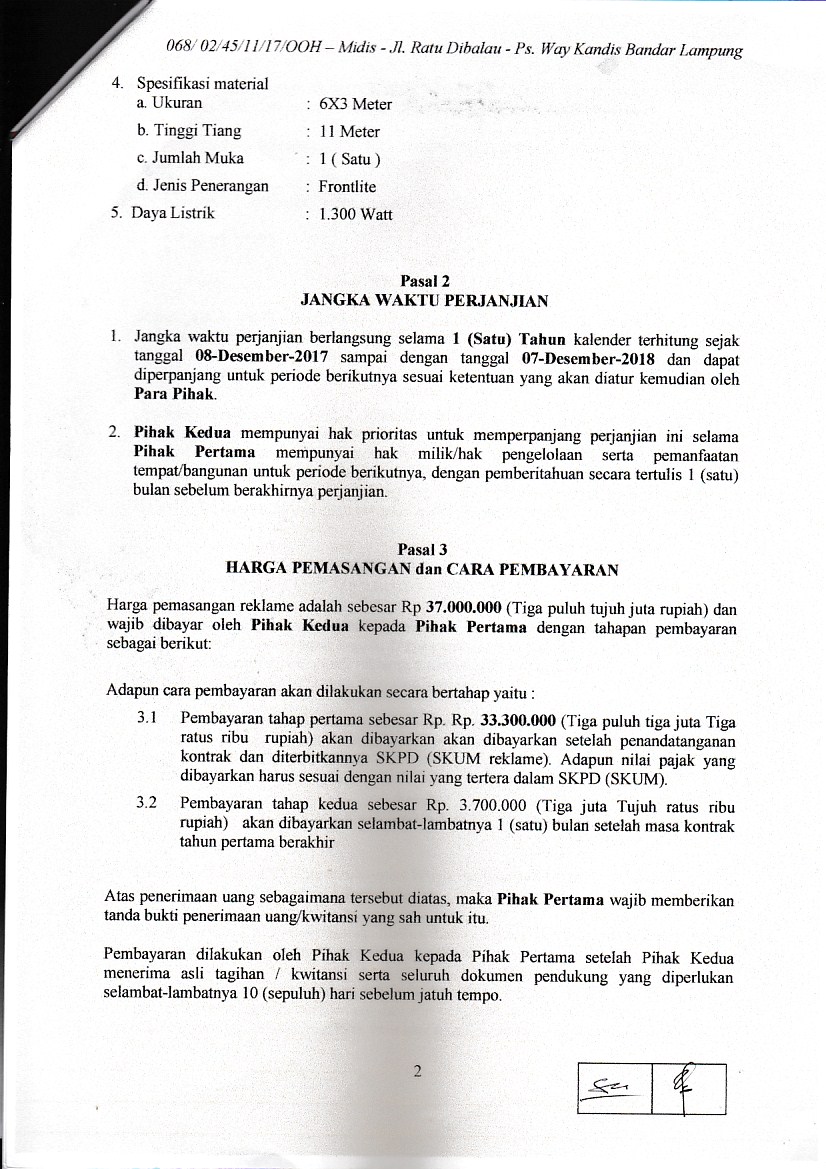 068/ 02/45/11/17/OOH – Midis - Jl. Ratu Dibalau - Ps. Way Kandis Bandar Lampung
4. Spesifikasi material
a. Ukuran : 6X3 Meter
b. Tinggi Tiang : 11 Meter
c. Jumlah Muka : 1 ( Satu )
d. Jenis Penerangan : Frontlite
5. Daya Listrik : 1.300 Watt
Pasal 2
JANGKA WAKTU PERJANJIAN
1. Jangka waktu perjanjian berlangsung selama 1 (Satu) Tahun kalender terhitung sejak
tanggal 08-Desember-2017 sampai dengan tanggal 07-Desember-2018 dan dapat
diperpanjang untuk periode berikutnya sesuai ketentuan yang akan diatur kemudian oleh
Para Pihak.
2. Pihak Kedua mempunyai hak prioritas untuk memperpanjang perjanjian ini selama
Pihak Pertama mempunyai hak milik/hak pengelolaan serta pemanfaatan
tempat/bangunan untuk periode berikutnya, dengan pemberitahuan secara tertulis 1 (satu)
bulan sebelum berakhirnya perjanjian.
Pasal 3
HARGA PEMASANGAN dan CARA PEMBAYARAN
Harga pemasangan reklame adalah sebesar Rp 37.000.000 (Tiga puluh tujuh juta rupiah) dan
wajib dibayar oleh Pihak Kedua kepada Pihak Pertama dengan tahapan pembayaran
sebagai berikut:
Adapun cara pembayaran akan dilakukan secara bertahap yaitu :
3.1 Pembayaran tahap pertama sebesar Rp. Rp. 33.300.000 (Tiga puluh tiga juta Tiga
ratus ribu rupiah) akan dibayarkan akan dibayarkan setelah penandatanganan
kontrak dan diterbitkannya SKPD (SKUM reklame). Adapun nilai pajak yang
dibayarkan harus sesuai dengan nilai yang tertera dalam SKPD (SKUM).
3.2 Pembayaran tahap kedua sebesar Rp. 3.700.000 (Tiga juta Tujuh ratus ribu
rupiah) akan dibayarkan selambat-lambatnya 1 (satu) bulan setelah masa kontrak
tahun pertama berakhir
Atas penerimaan uang sebagaimana tersebut diatas, maka Pihak Pertama wajib memberikan
tanda bukti penerimaan uang/kwitansi yang sah untuk itu.
Pembayaran dilakukan oleh Pihak Kedua kepada Pihak Pertama setelah Pihak Kedua
menerima asli tagihan / kwitansi serta seluruh dokumen pendukung yang diperlukan
selambat-lambatnya 10 (sepuluh) hari sebelum jatuh tempo.
2